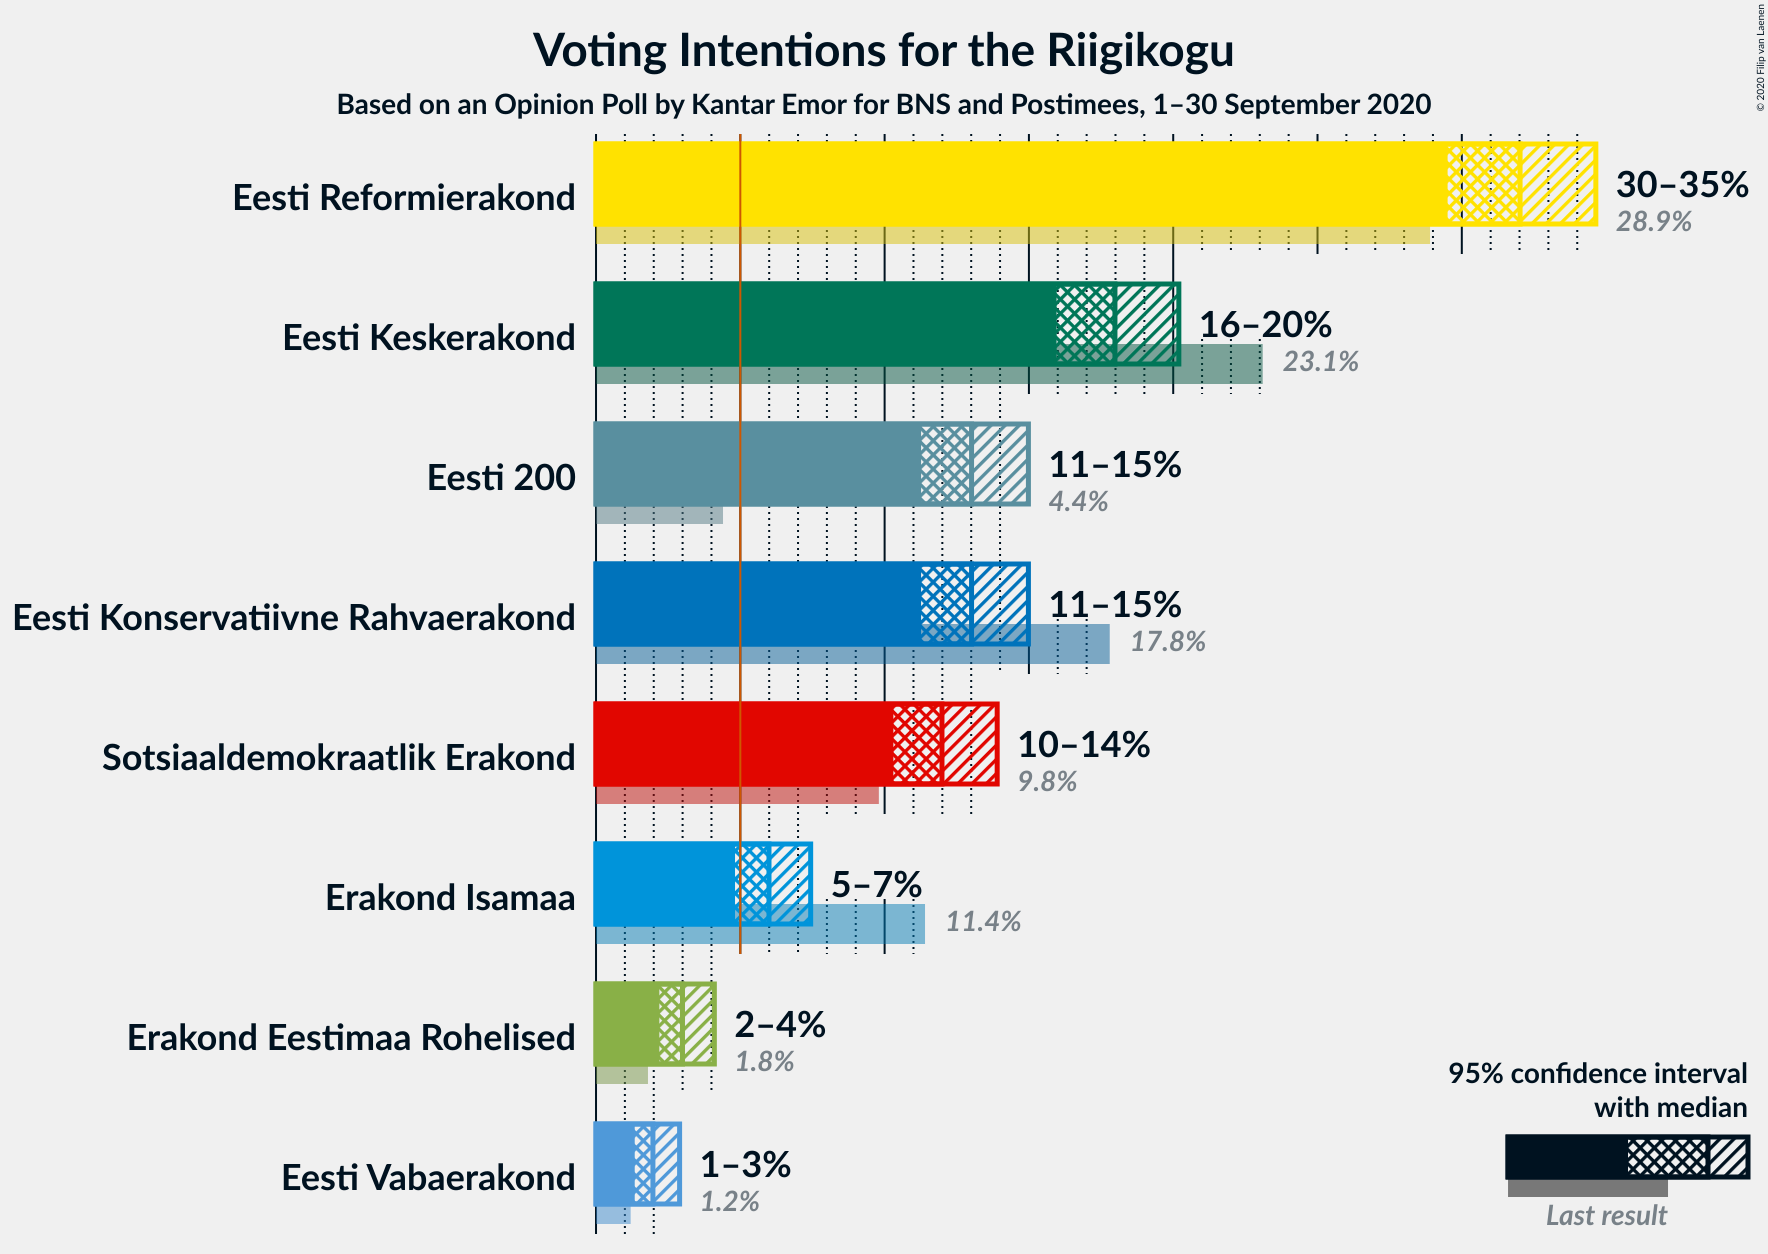 Voting Intentions for the Riigikogu
Based on an Opinion Poll by Kantar Emor for BNS and Postimees, 1–30 September 2020
© 2020 Filip van Laenen
Eesti Reformierakond
30–35%
28.9%
Eesti Keskerakond
16–20%
23.1%
Eesti 200
11–15%
4.4%
Eesti Konservatiivne Rahvaerakond
11–15%
17.8%
Sotsiaaldemokraatlik Erakond
10–14%
9.8%
Erakond Isamaa
5–7%
11.4%
Erakond Eestimaa Rohelised
2–4%
1.8%
Eesti Vabaerakond
1–3%
1.2%
95% confidence interval
with median
Last result